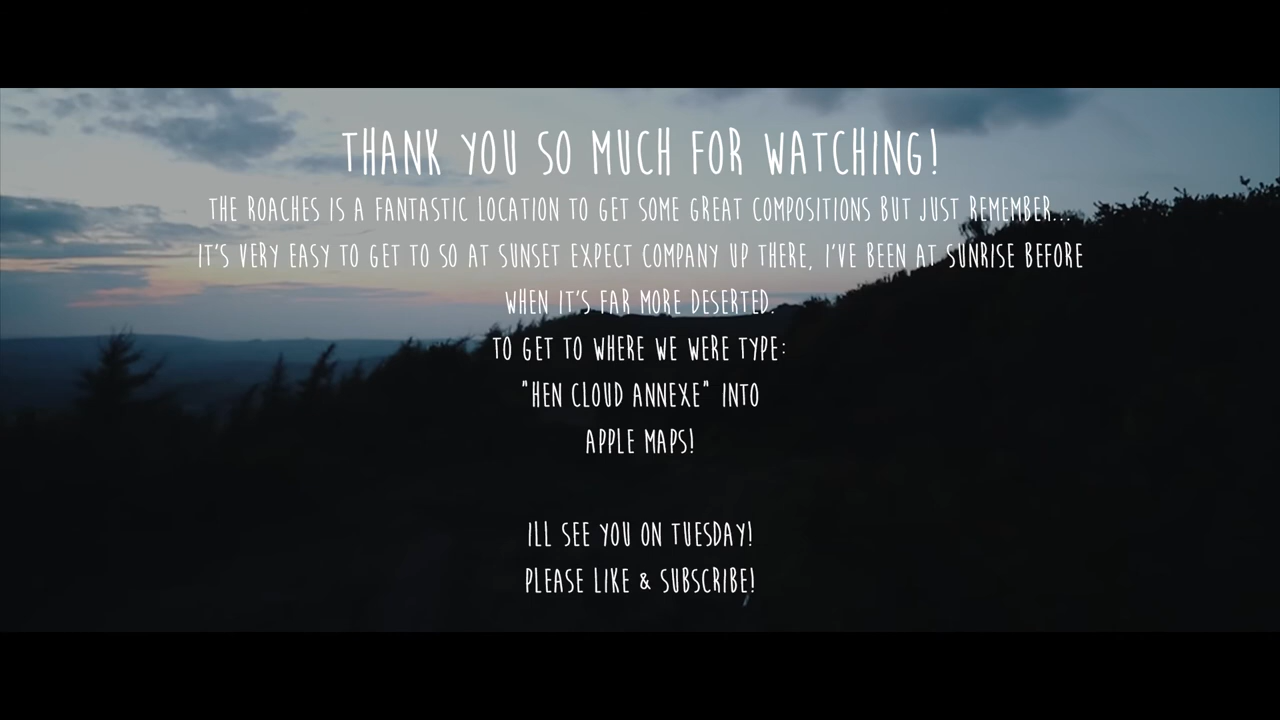 THANK YOU SO MUCH FOR WATCHING!
THE ROACHES IS A FANTASTIC LOCATION TO GET SOME GREAT COMPOSITIONS BUT JUST REMEMBER...
IT'S VERY EASY TO GET TO SO AT SUNSET EXPECT COMPANY UP THERE, I'VE BEEN AT SUNRISE BEFORE
WHEN IT'S FAR MORE DESERTED.
TO GET TO WHERE WE WERE TYPE:
"HEN CLOUD ANNEXE" INTO
APPLE MAPS!
ILL SEE YOU ON TUESDAY!
PLEASE LIKE & SUBSCRIBE!